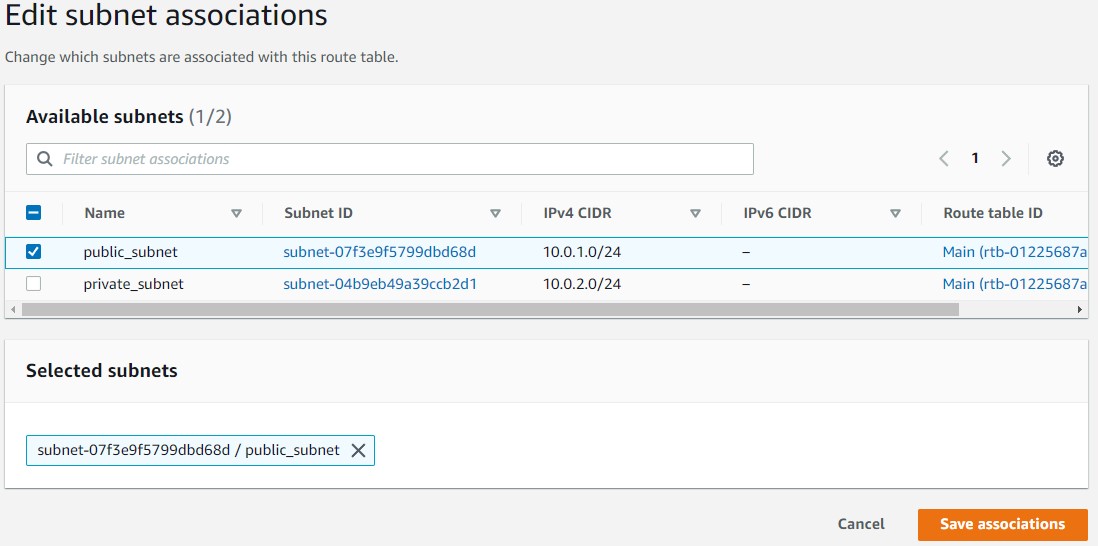 Edit subnet associations
Change which subnets are associated with this route table.
Available subnets (1/2)
Filter subnet associations
1
Name Subnet ID IPv4 CIDR IPv6 CIDR Route table ID
public_subnet subnet-07f3e9f5799dbd68d 10.0.1.0/24 – Main (rtb-01225687a
private_subnet subnet-04b9eb49a39ccb2d1 10.0.2.0/24 – Main (rtb-01225687a
Selected subnets
subnet-07f3e9f5799dbd68d / public_subnet
Cancel Save associations